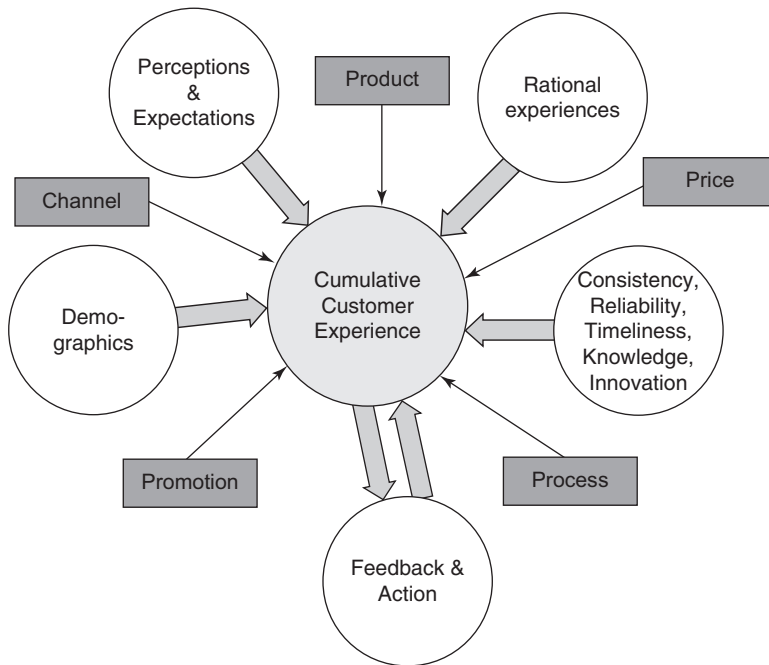 Perceptions
&
Expectations
Product
Rational
experiences
Channel
Price
Cumulative
Customer
Experience
Demo-
graphics
Consistency,
Reliability,
Timeliness,
Knowledge,
Innovation
Promotion
Process
Feedback &
Action